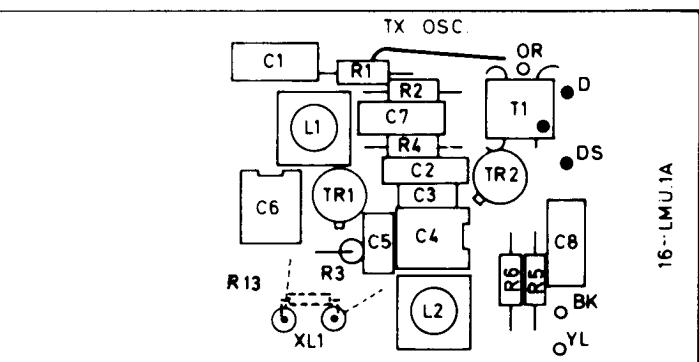 TX OSC.
OR
C1
R1
R2
D
T1
C7
L1
R4
DS
C2
TR2
TR1
C3
C6
C5
C4
C8
R3
R13
R6
R5
L2
BK
XL1
YL
16--LMU.1A